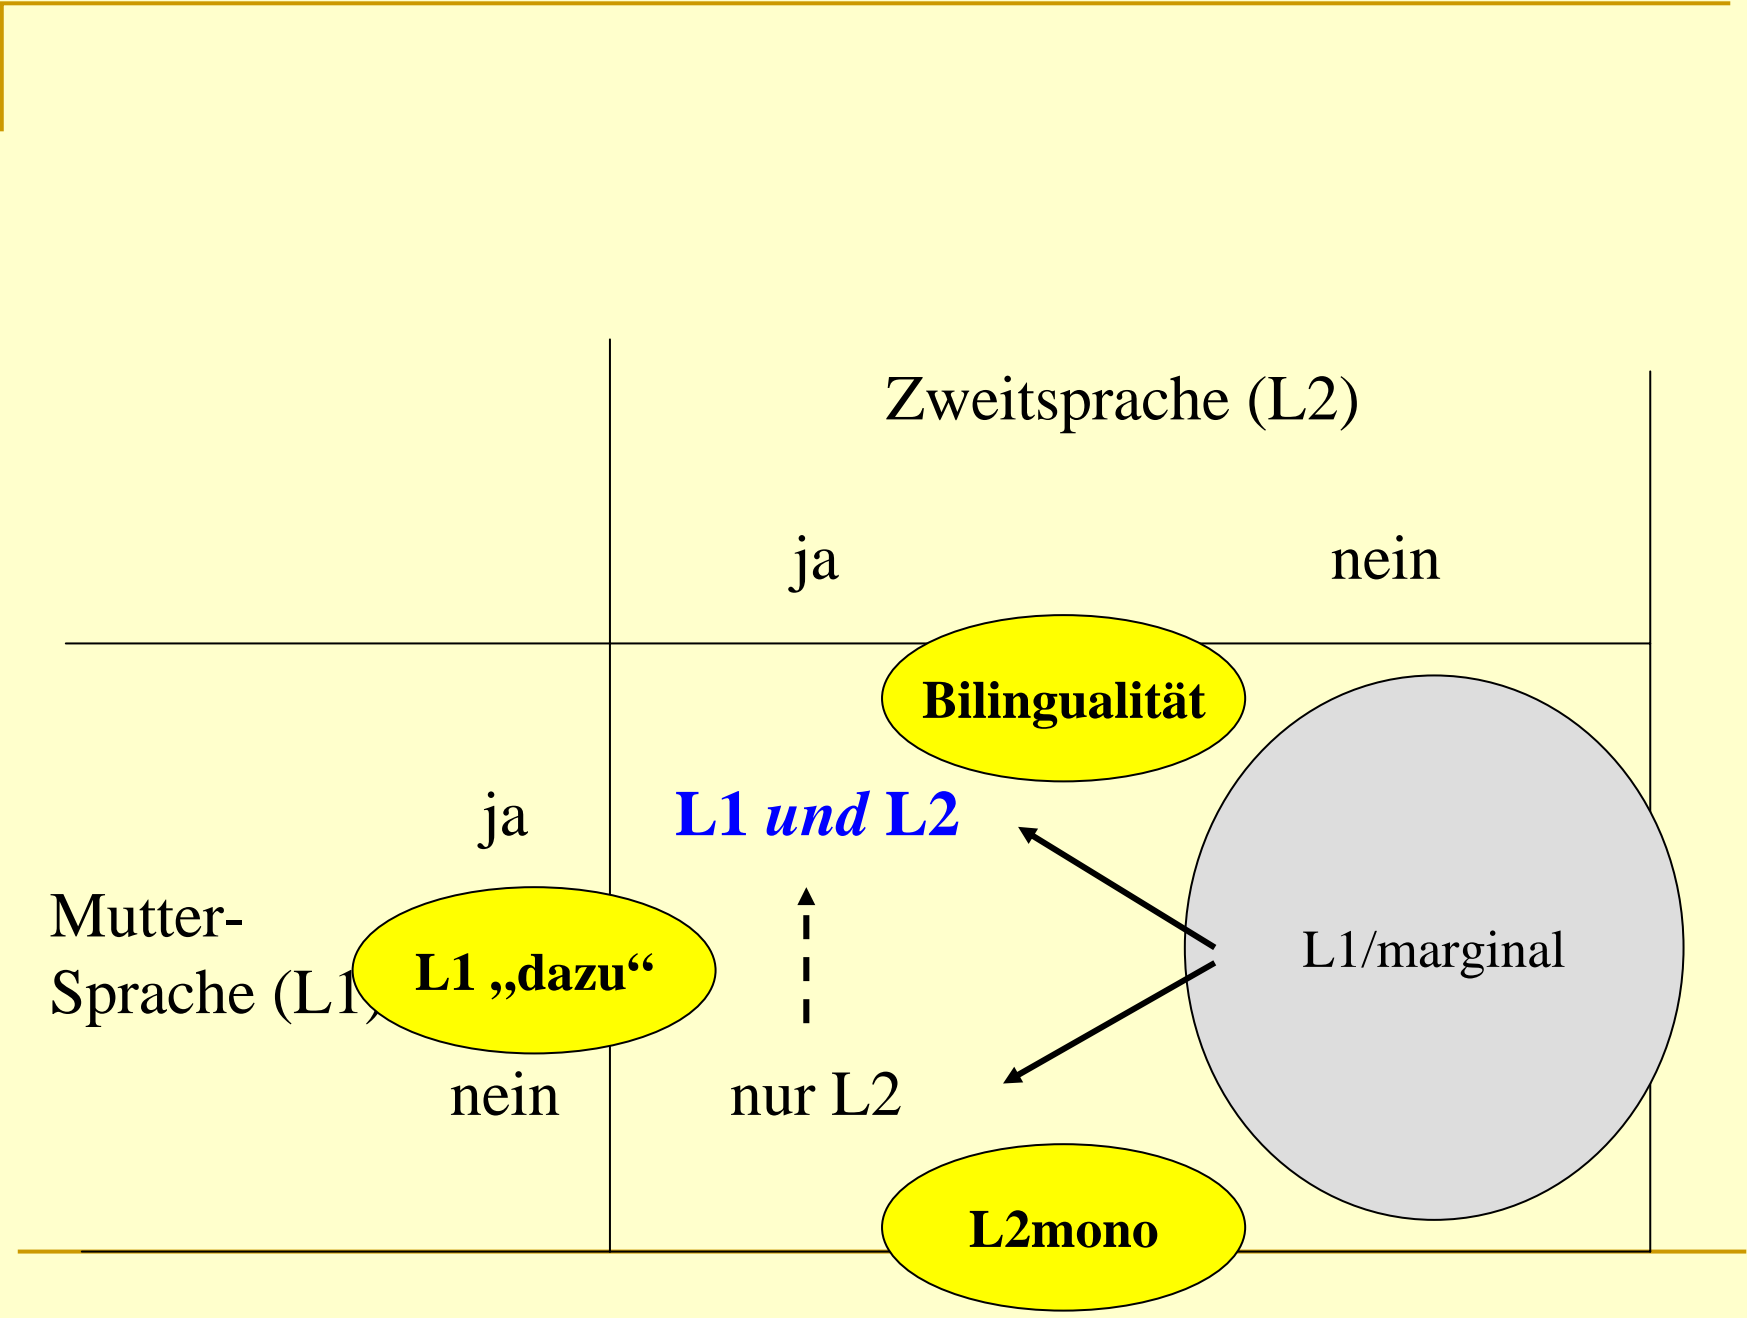 Zweitsprache (L2)
ja nein
Bilingualität
ja L1 und L2
Mutter-
Sprache (L1)
L1 „dazu“
L1/marginal
nein nur L2
L2mono